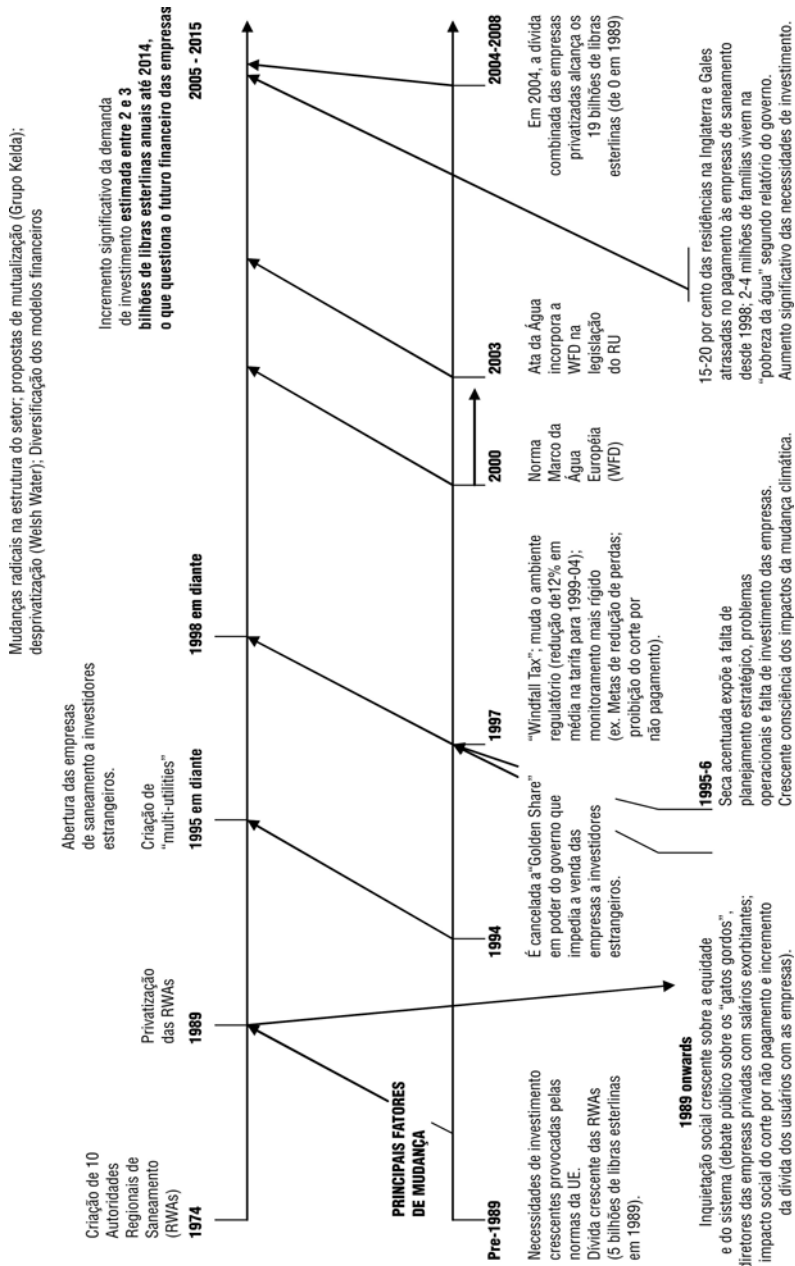 Criação de 10
Autoridades
Regionais de
Saneamento
(RWAs)
1974
Privatização
das RWAs
1989
Abertura das empresas
de saneamento a investidores
estrangeiros.
Criação de
“multi-utilities”
1995 em diante
1998 em diante
Mudanças radicais na estrutura do setor; propostas de mutualização (Grupo Kelda);
desprivatização (Welsh Water); Diversificação dos modelos financeiros
Incremento significativo da demanda
de investimento estimada entre 2 e 3
bilhões de libras esterlinas anuais até 2014,
o que questiona o futuro financeiro das empresas
2005 - 2015
PRINCIPAIS FATORES
DE MUDANÇA
Pre-1989
Necessidades de investimento
crescentes provocadas pelas
normas da UE.
Dívida crescente das RWAs
(5 bilhões de libras esterlinas
em 1989).
1994
É cancelada a“Golden Share”
em poder do governo que
impedia a venda das
empresas a investidores
estrangeiros.
1997
“Windfall Tax”; muda o ambiente
regulatório (redução de12% em
média na tarifa para 1999-04);
monitoramento mais rígido
(ex. Metas de redução de perdas;
proibição do corte por
não pagamento).
2000
Norma
Marco da
Água
Européia
(WFD)
2003
Ata da Água
incorpora a
WFD na
legislação
do RU
2004-2008
Em 2004, a dívida
combinada das empresas
privatizadas alcança os
19 bilhões de libras
esterlinas (de 0 em 1989)
1989 onwards
Inquietação social crescente sobre a equidade
e do sistema (debate público sobre os “gatos gordos”,
diretores das empresas privadas com salários exorbitantes;
impacto social do corte por não pagamento e incremento
da dívida dos usuários com as empresas).
1995-6
Seca acentuada expõe a falta de
planejamento estratégico, problemas
operacionais e falta de investimento das empresas.
Crescente consciência dos impactos da mudança climática.
15-20 por cento das residências na Inglaterra e Gales
atrasadas no pagamento às empresas de saneamento
desde 1998; 2-4 milhões de famílias vivem na
“pobreza da água” segundo relatório do governo.
Aumento significativo das necessidades de investimento.